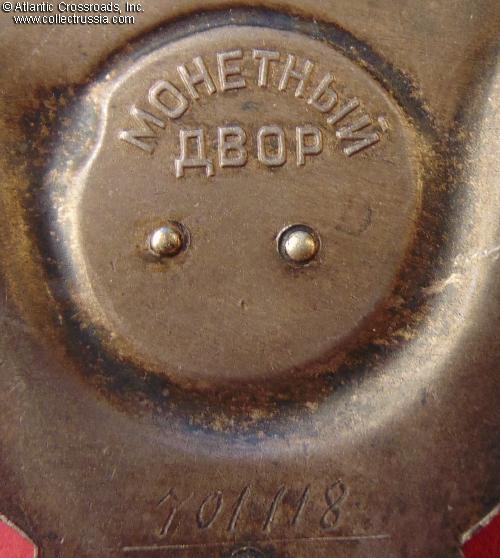 © Atlantic Crossroads, Inc.
www.collectrussia.com
МОНЕТНЫЙ
ДВОР
701118